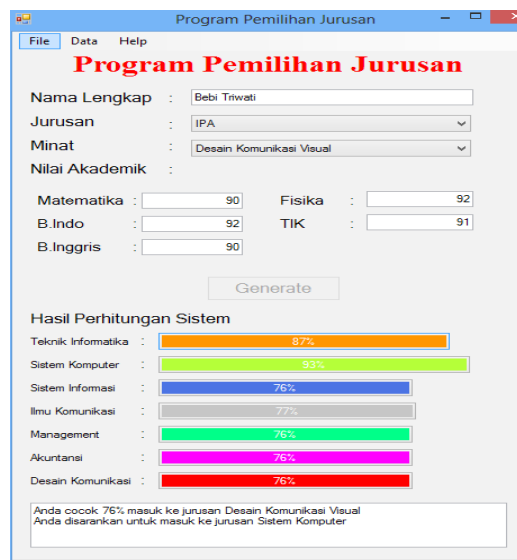 Program Pemilihan Jurusan
File Data Help
Program Pemilihan Jurusan
Nama Lengkap : Bebi Triwati
Jurusan : IPA
Minat : Desain Komunikasi Visual
Nilai Akademik :
Matematika : 90 Fisika : 92
B.Indo : 92 TIK : 91
B.Inggris : 90
Generate
Hasil Perhitungan Sistem
Teknik Informatika : 87%
Sistem Komputer : 93%
Sistem Informasi : 76%
Ilmu Komunikasi : 77%
Management : 76%
Akuntansi : 76%
Desain Komunikasi : 76%
Anda cocok 76% masuk ke jurusan Desain Komunikasi Visual
Anda disarankan untuk masuk ke jurusan Sistem Komputer